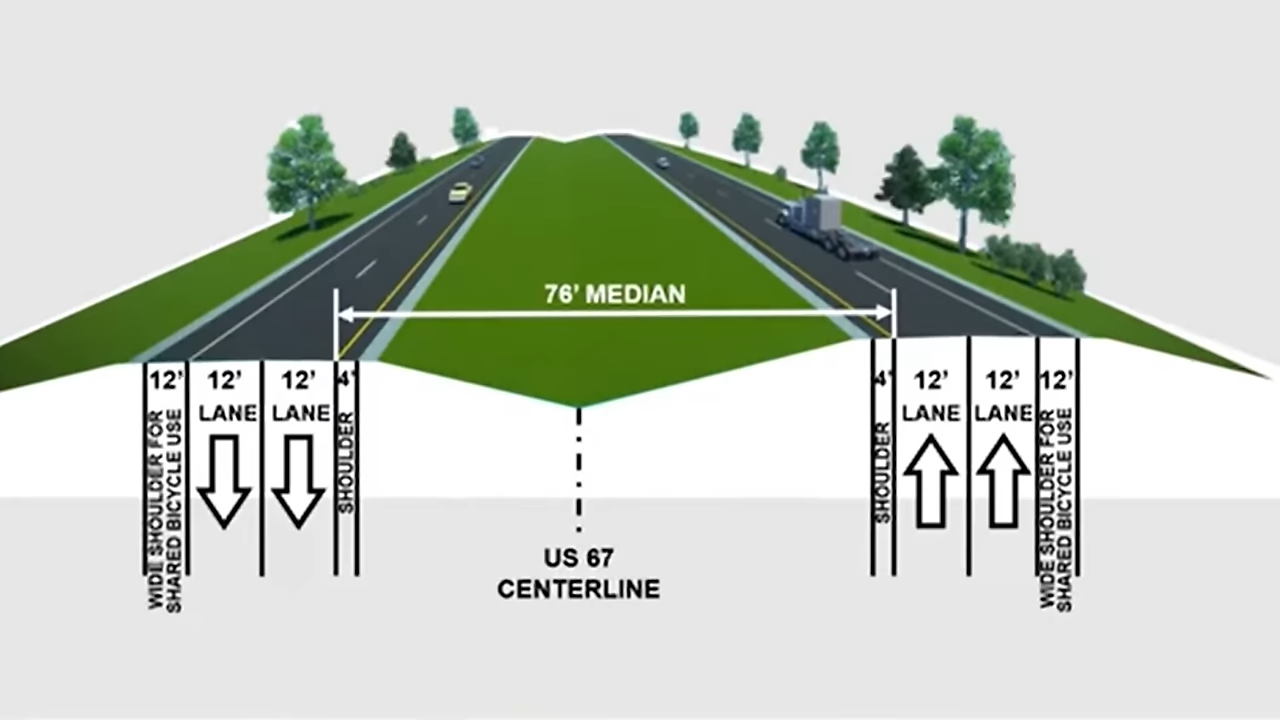 76' MEDIAN
12'
WIDE SHOULDER FOR
SHARED BICYCLE USE
12'
LANE
12'
LANE
4'
SHOULDER
US 67
CENTERLINE
4'
SHOULDER
12'
LANE
12'
LANE
12'
WIDE SHOULDER FOR
SHARED BICYCLE USE